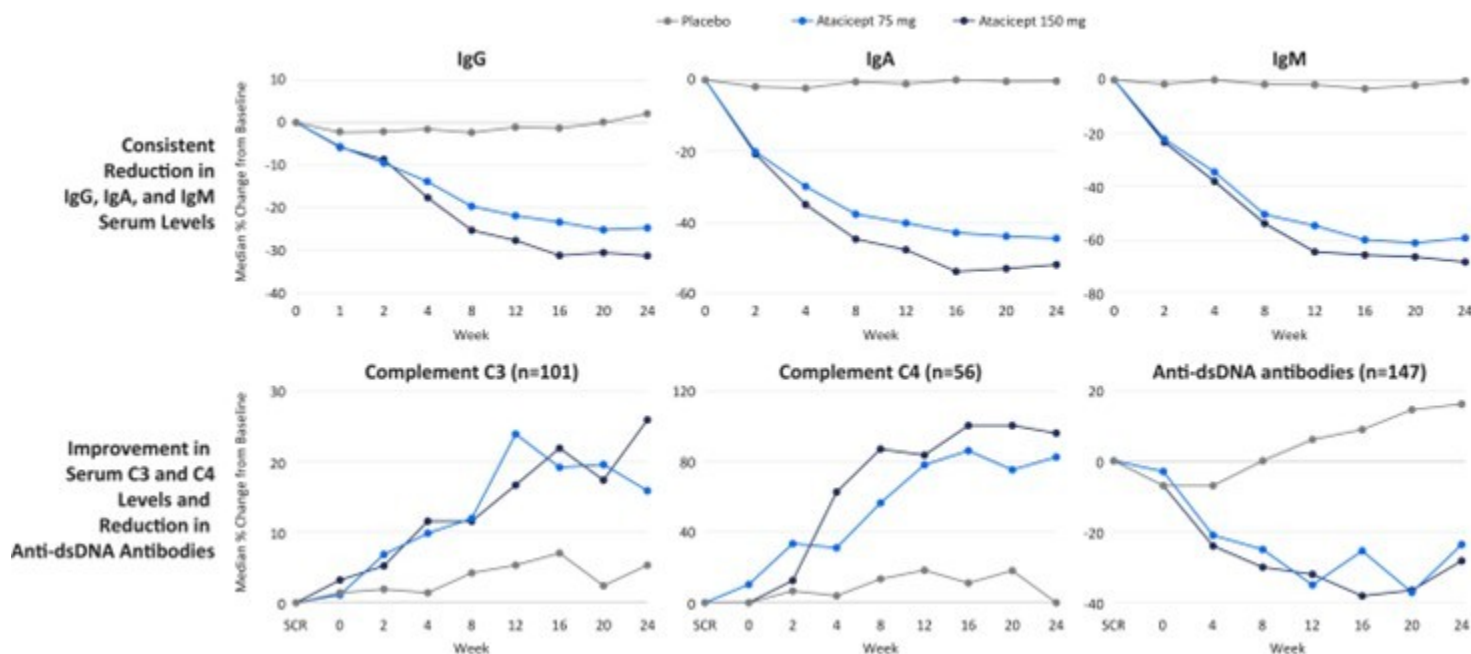 Placebo Atacicept 75 mg Atacicept 150 mg
IgG
IgA
IgM
Consistent
Reduction in
IgG, IgA, and IgM
Serum Levels
Median % Change from Baseline
10
0
-10
-20
-30
-40
0 1 2 4 8 12 16 20 24
Week
0
-20
-40
-60
0 2 4 8 12 16 20 24
Week
0
-20
-40
-60
-80
0 2 4 8 12 16 20 24
Week
Complement C3 (n=101)
Complement C4 (n=56)
Anti-dsDNA antibodies (n=147)
Improvement in
Serum C3 and C4
Levels and
Reduction in
Anti-dsDNA Antibodies
Median % Change from Baseline
30
20
10
0
SCR 0 2 4 8 12 16 20 24
Week
120
80
40
0
SCR 0 2 4 8 12 16 20 24
Week
20
0
-20
-40
SCR 0 4 8 12 16 20 24
Week